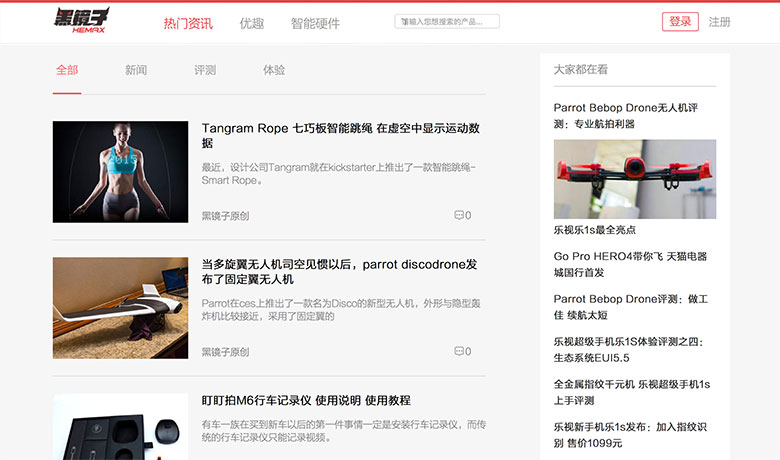 黑镜子
HEMAX
热门资讯
优趣
智能硬件
输入您想搜索的产品...
登录
注册
全部
新闻
评测
体验
2015
Tangram Rope 七巧板智能跳绳 在虚空中显示运动数
据
最近，设计公司Tangram就在kickstarter上推出了一款智能跳绳-
Smart Rope。
黑镜子原创
0
当多旋翼无人机司空见惯以后，parrot discodrone发
布了固定翼无人机
Parrot在ces上推出了一款名为Disco的新型无人机，外形与隐型轰
炸机比较接近，采用了固定翼的
黑镜子原创
0
盯盯拍M6行车记录仪 使用说明 使用教程
有车一族在买到新车以后的第一件事情一定是安装行车记录仪，而传
统的行车记录仪只能记录视频。
大家都在看
Parrot Bebop Drone无人机评
测：专业航拍利器
乐视乐1s最全亮点
Go Pro HERO4带你飞 天猫电器
城国行首发
Parrot Bebop Drone评测：做工
佳 续航太短
乐视超级手机乐1S体验评测之四：
生态系统EUI5.5
全金属指纹千元机 乐视超级手机1s
上手评测
乐视新手机乐1s发布：加入指纹识
别 售价1099元